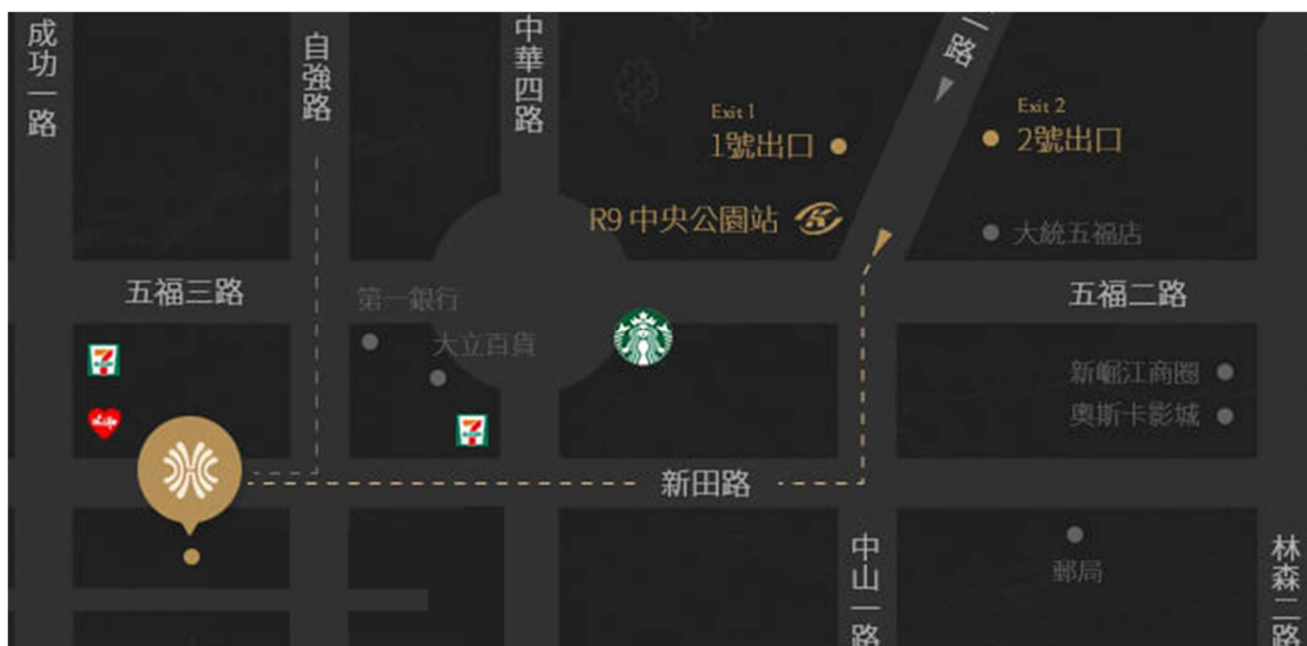 成功一路
自強路
中華四路
二路
Exit 1
1號出口
Exit 2
2號出口
R9 中央公園站
大統五福店
五福三路
五福二路
第一銀行
大立百貨
新崛江商圈
奧斯卡影城
新田路
中山一路
郵局
林森二路